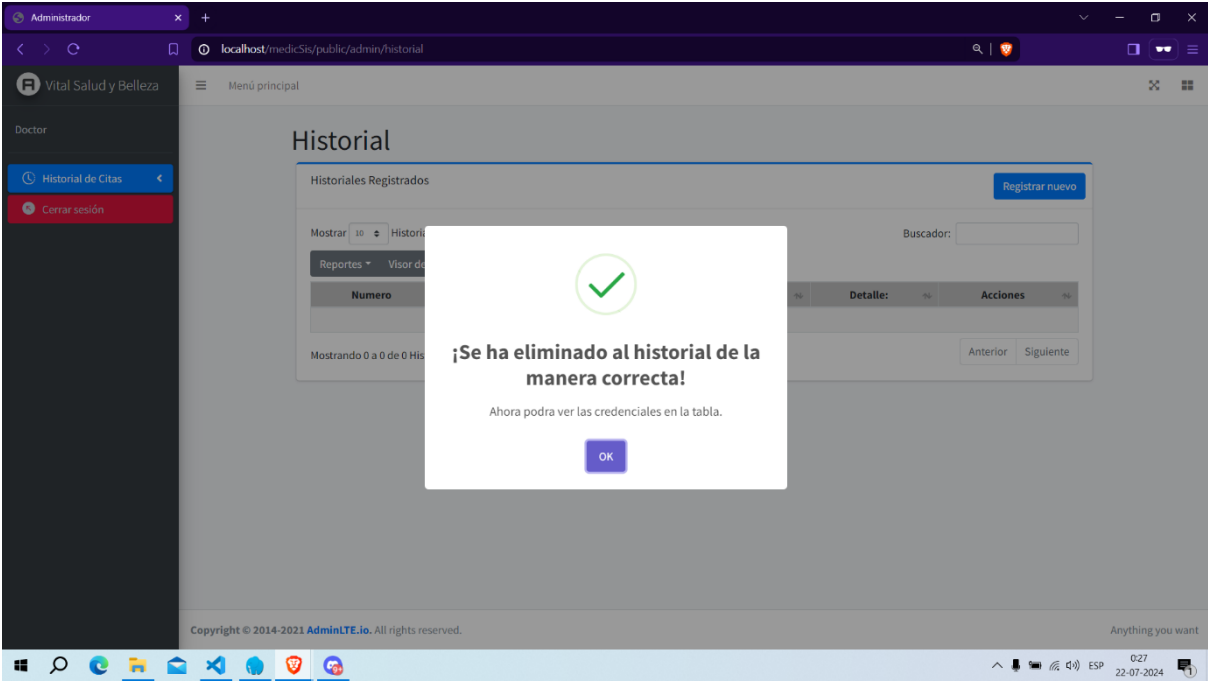 Administrador
localhost/medicSis/public/admin/historial
Vital Salud y Belleza
Menú principal
Doctor
Historial
Historial de Citas
Historiales Registrados
Registrar nuevo
Cerrar sesión
Mostrar 10 Historia
Buscador:
Reportes Visor de
Numero
Detalle:
Acciones
¡Se ha eliminado al historial de la
manera correcta!
Mostrando 0 a 0 de 0 His
Anterior Siguiente
Ahora podra ver las credenciales en la tabla.
OK
Copyright © 2014-2021 AdminLTE.io. All rights reserved.
Anything you want
ESP
0:27
22-07-2024
1